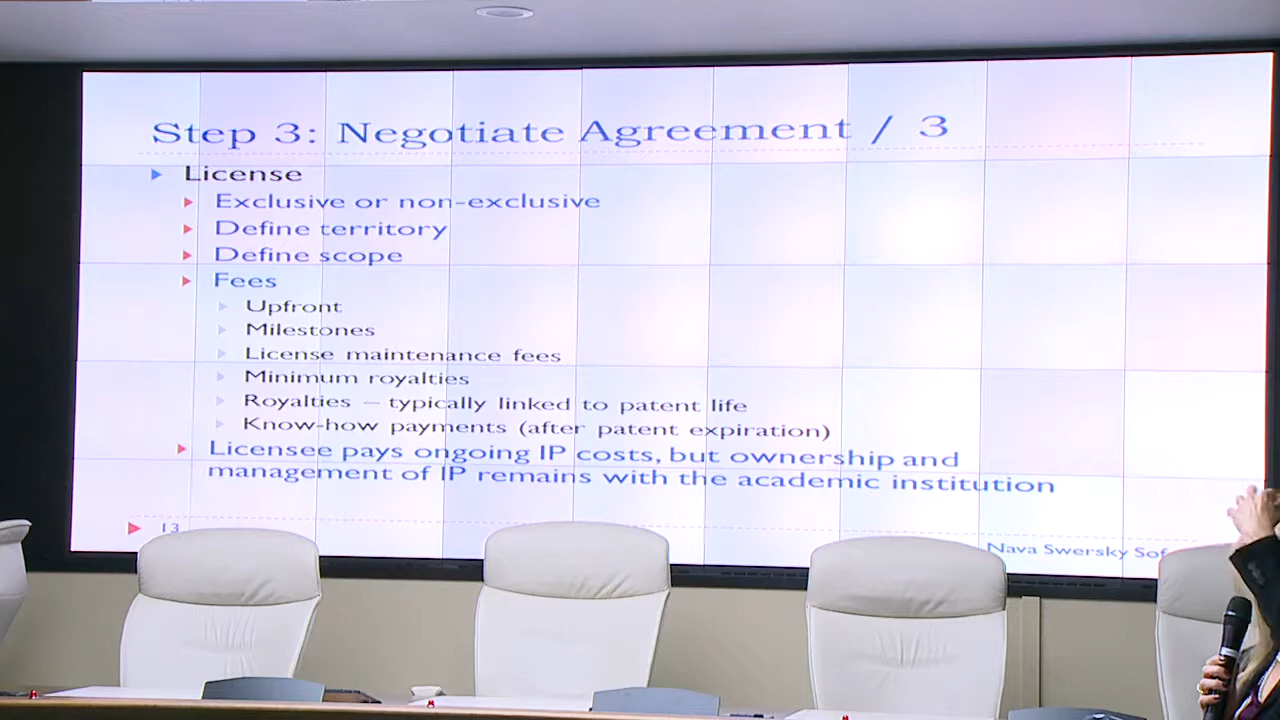 Step 3: Negotiate Agreement / 3
License
Exclusive or non-exclusive
Define territory
Define scope
Fees
Upfront
Milestones
License maintenance fees
Minimum royalties
Royalties – typically linked to patent life
Know-how payments (after patent expiration)
Licensee pays ongoing IP costs, but ownership and
management of IP remains with the academic institution
13
Nava Swersky